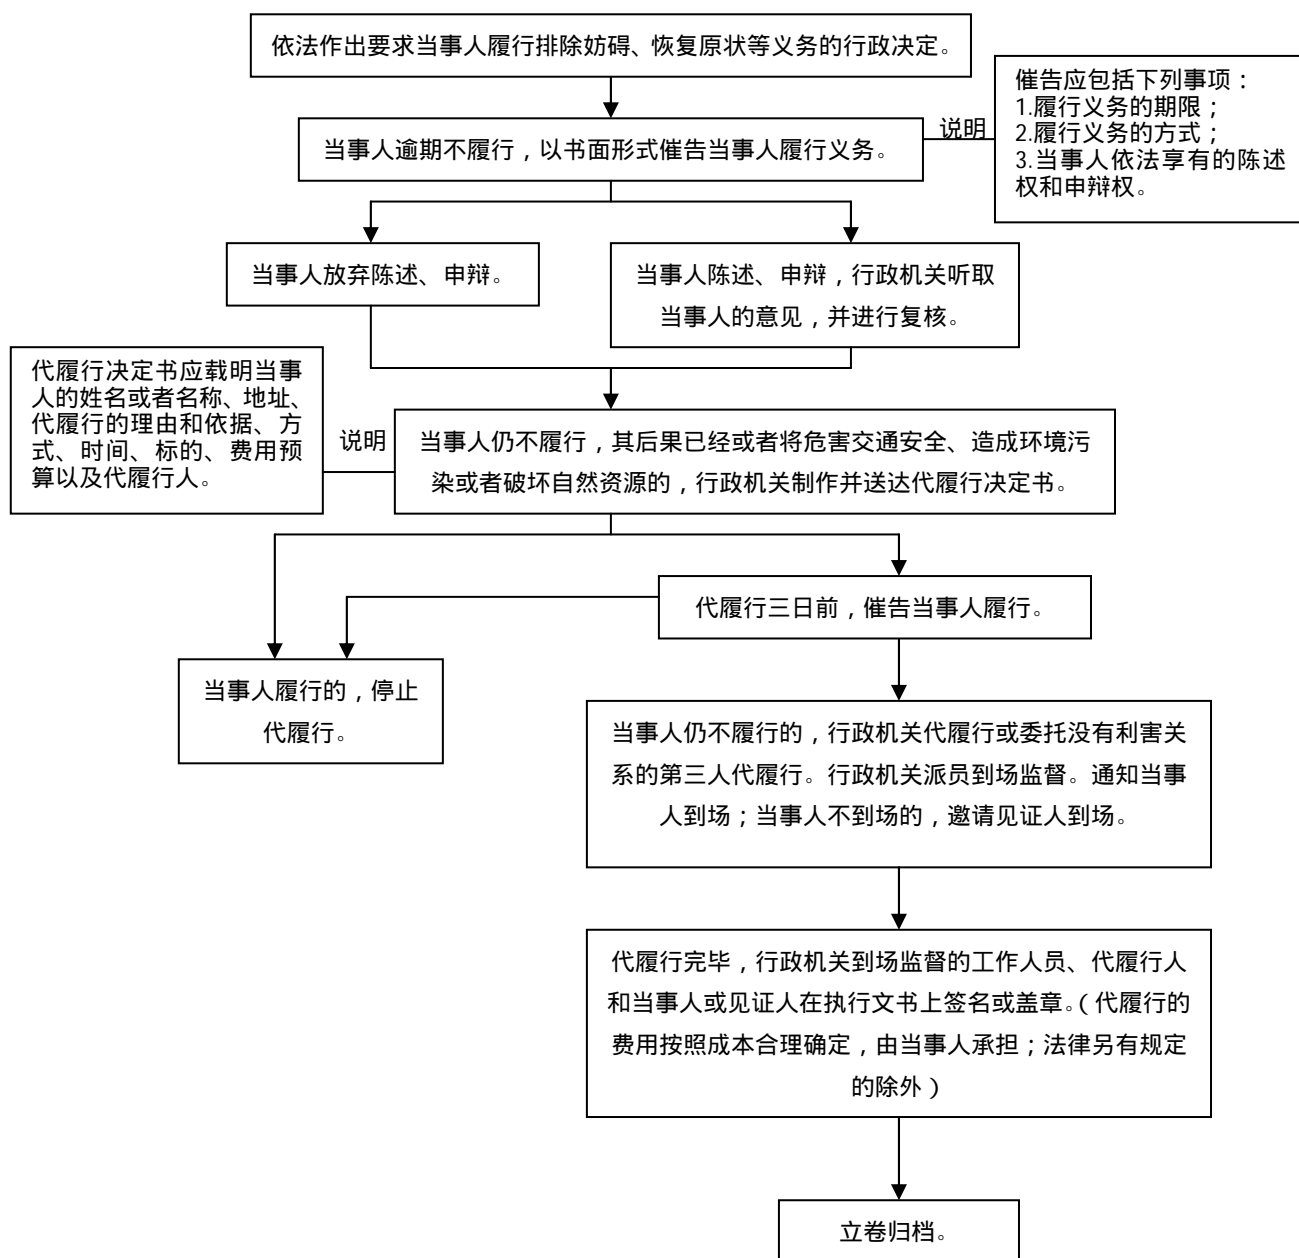 依法作出要求当事人履行排除妨碍、恢复原状等义务的行政决定。
催告应包括下列事项：
1.履行义务的期限；
2.履行义务的方式；
3.当事人依法享有的陈述
权和申辩权。
说明
当事人逾期不履行，以书面形式催告当事人履行义务。
当事人放弃陈述、申辩。
当事人陈述、申辩，行政机关听取
当事人的意见，并进行复核。
代履行决定书应载明当事
人的姓名或者名称、地址、
代履行的理由和依据、方
式、时间、标的、费用预
算以及代履行人。
说明
当事人仍不履行，其后果已经或者将危害交通安全、造成环境污
染或者破坏自然资源的，行政机关制作并送达代履行决定书。
代履行三日前，催告当事人履行。
当事人履行的，停止
代履行。
当事人仍不履行的，行政机关代履行或委托没有利害关
系的第三人代履行。行政机关派员到场监督。通知当事
人到场；当事人不到场的，邀请见证人到场。
代履行完毕，行政机关到场监督的工作人员、代履行人
和当事人或见证人在执行文书上签名或盖章。（代履行的
费用按照成本合理确定，由当事人承担；法律另有规定
的除外）
立卷归档。